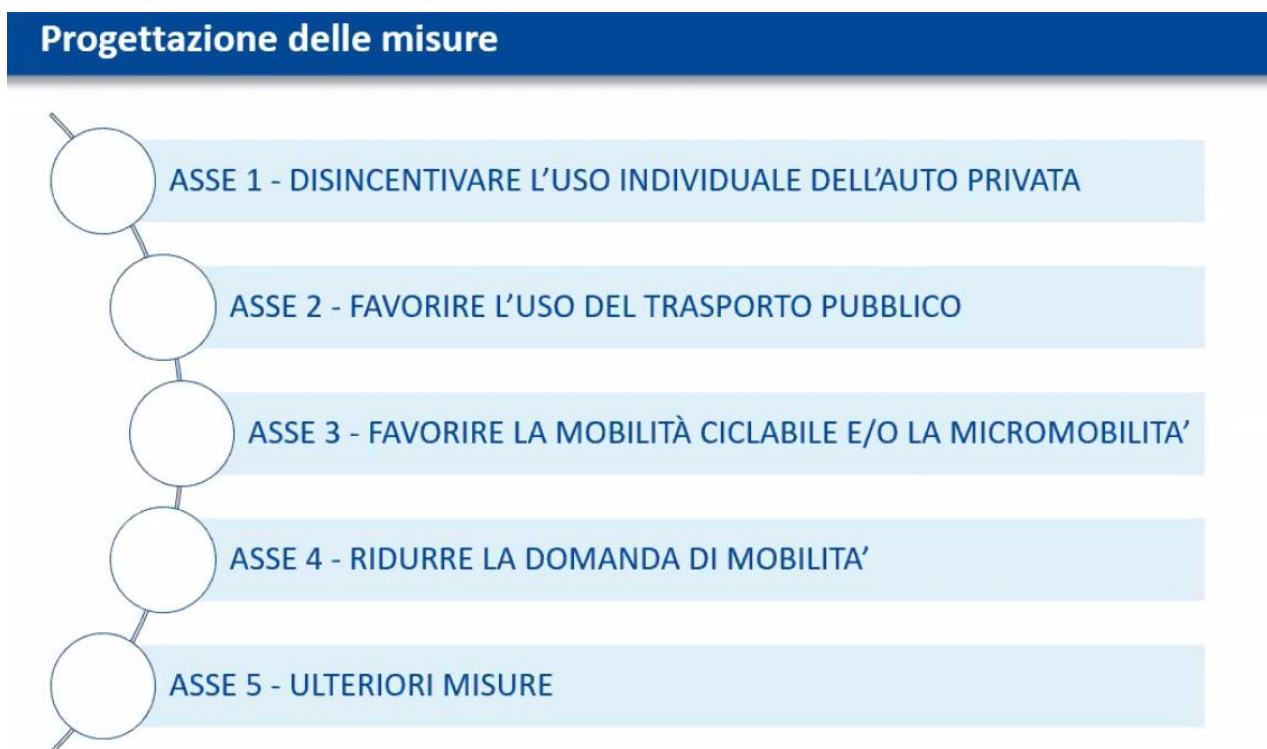 Progettazione delle misure
ASSE 1 - DISINCENTIVARE L’USO INDIVIDUALE DELL’AUTO PRIVATA
ASSE 2 - FAVORIRE L’USO DEL TRASPORTO PUBBLICO
ASSE 3 - FAVORIRE LA MOBILITÀ CICLABILE E/O LA MICROMOBILITA’
ASSE 4 - RIDURRE LA DOMANDA DI MOBILITA’
ASSE 5 - ULTERIORI MISURE